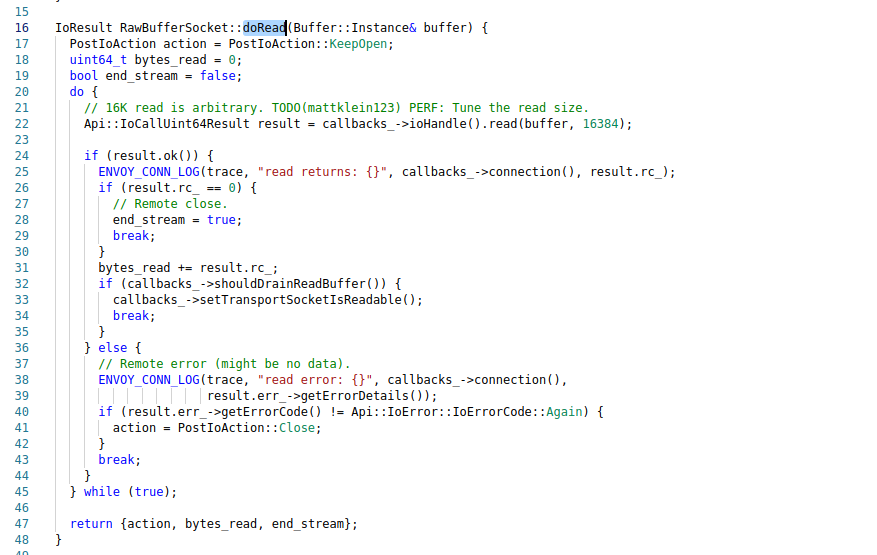 15
16 IoResult RawBufferSocket::doRead(Buffer::Instance& buffer) {
17   PostIoAction action = PostIoAction::KeepOpen;
18   uint64_t bytes_read = 0;
19   bool end_stream = false;
20   do {
21     // 16K read is arbitrary. TODO(mattklein123) PERF: Tune the read size.
22     Api::IoCallUint64Result result = callbacks_->ioHandle().read(buffer, 16384);
23
24     if (result.ok()) {
25       ENVOY_CONN_LOG(trace, "read returns: {}", callbacks_->connection(), result.rc_);
26       if (result.rc_ == 0) {
27         // Remote close.
28         end_stream = true;
29         break;
30       }
31       bytes_read += result.rc_;
32       if (callbacks_->shouldDrainReadBuffer()) {
33         callbacks_->setTransportSocketIsReadable();
34         break;
35       }
36     } else {
37       // Remote error (might be no data).
38       ENVOY_CONN_LOG(trace, "read error: {}", callbacks_->connection(),
39                      result.err_->getErrorDetails());
40       if (result.err_->getErrorCode() != Api::IoError::IoErrorCode::Again) {
41         action = PostIoAction::Close;
42       }
43       break;
44     }
45   } while (true);
46
47   return {action, bytes_read, end_stream};
48 }